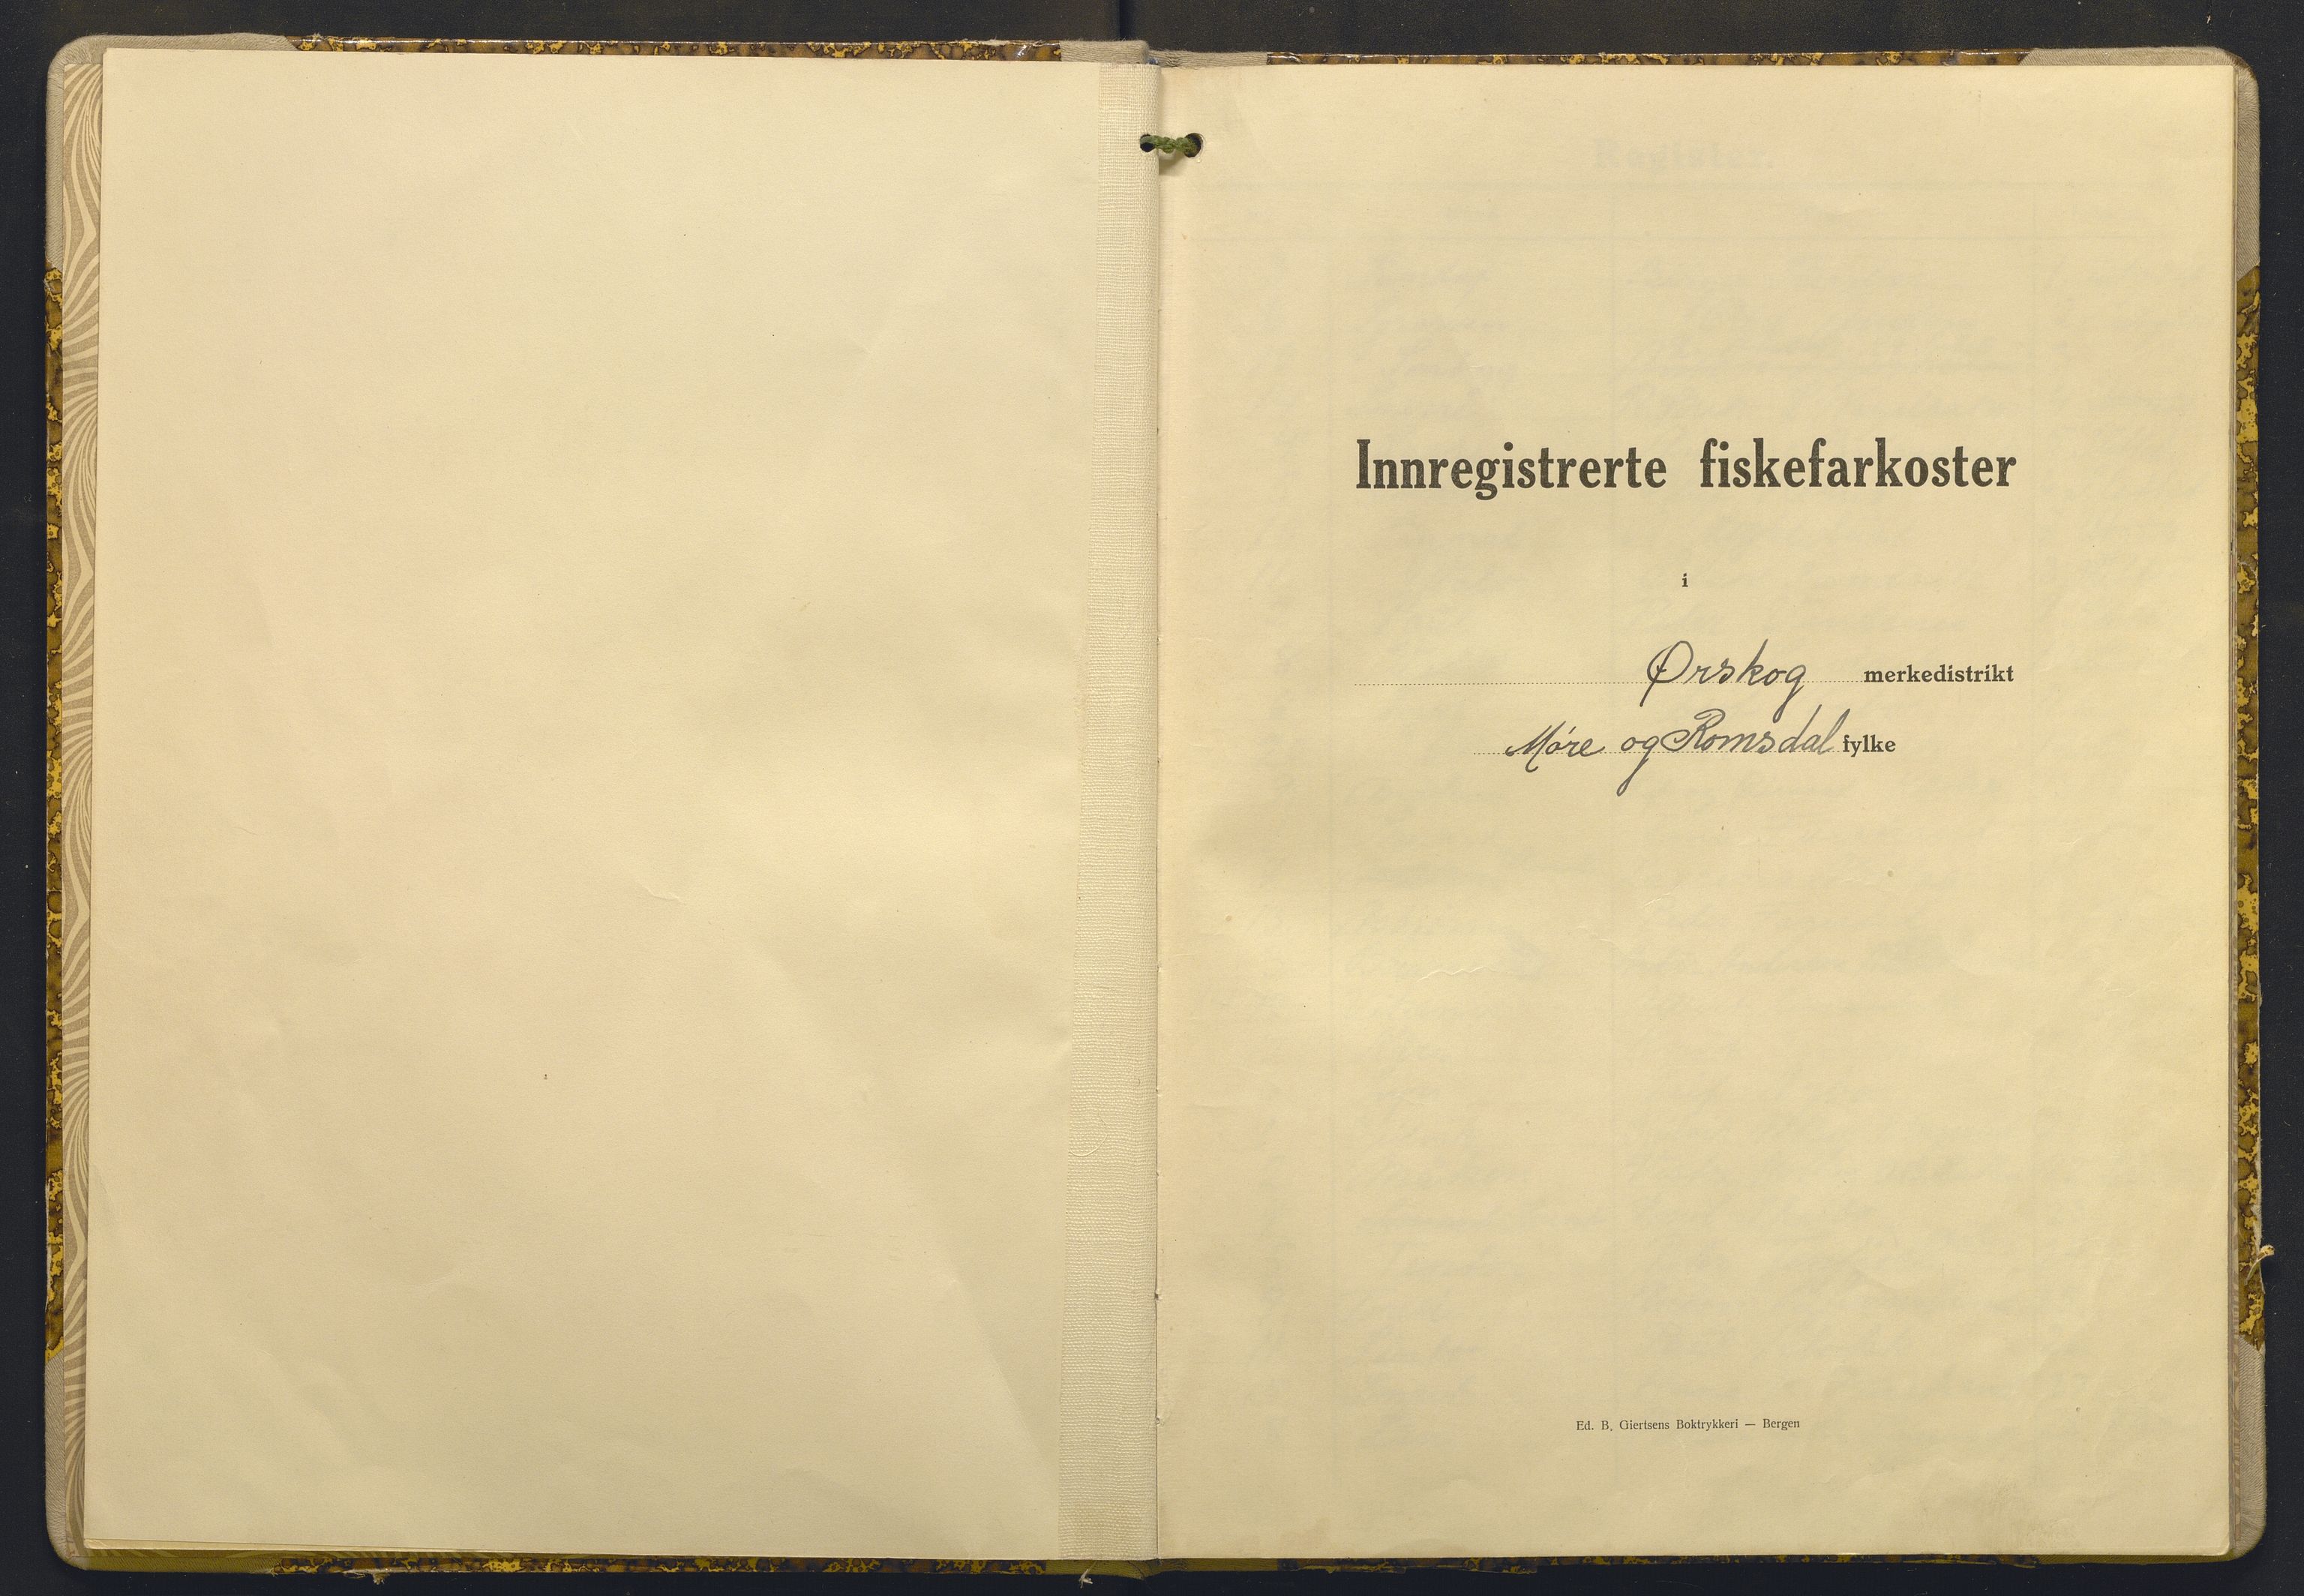 Innregistrerte fiskefarkoster
i
Ørskog merkedistrikt
Møre og Romsdal fylke
Ed. B. Giertsens Boktrykkeri — Bergen